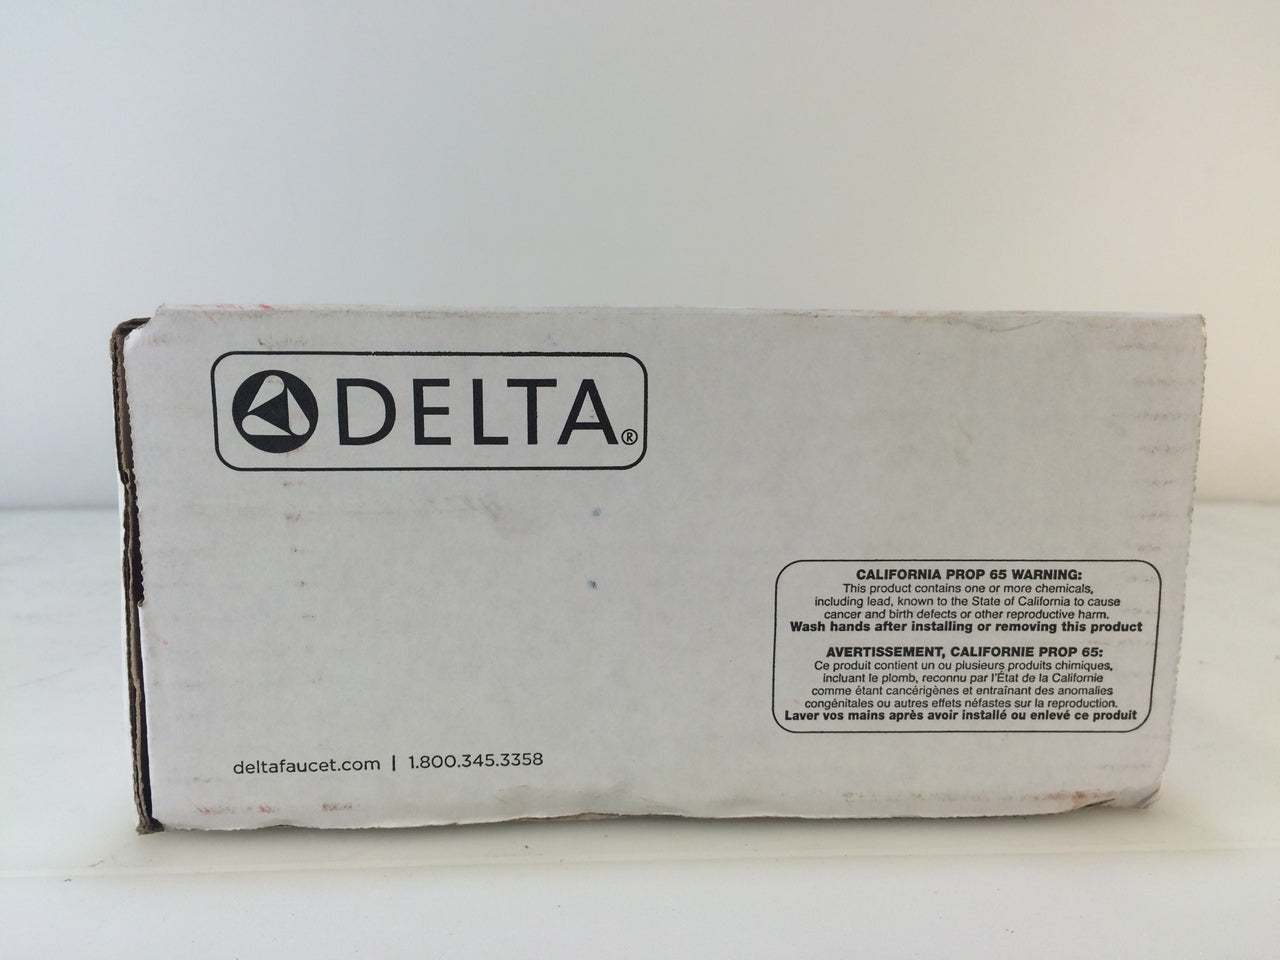 DELTA®
CALIFORNIA PROP 65 WARNING:
This product contains one or more chemicals,
including lead, known to the State of California to cause
cancer and birth defects or other reproductive harm.
Wash hands after installing or removing this product
AVERTISSEMENT, CALIFORNIE PROP 65:
Ce produit contient un ou plusieurs produits chimiques,
incluant le plomb, reconnu par l'État de la Californie
comme étant cancérigènes et entraînant des anomalies
congénitales ou autres effets néfastes sur la reproduction.
Laver vos mains après avoir installé ou enlevé ce produit
deltafaucet.com | 1.800.345.3358